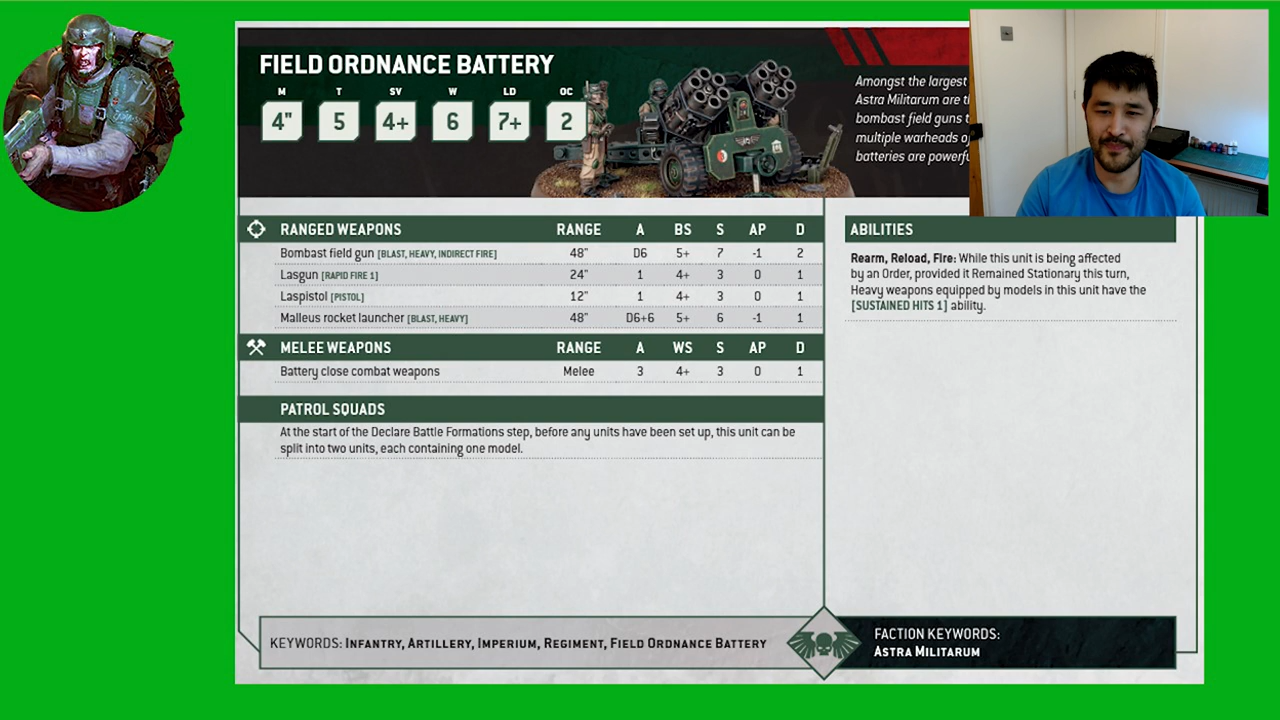 FIELD ORDNANCE BATTERY
M T SV W LD OC
4" 5 4+ 6 7+ 2
Amongst the largest
Astra Militarum are
bombast field guns
multiple warheads
batteries are
RANGED WEAPONS RANGE A BS S AP D
Bombast field gun [BLAST, HEAVY, INDIRECT FIRE] 48" D6 5+ 7 -1 2
Lasgun [RAPID FIRE 1] 24" 1 4+ 3 0 1
Laspistol [PISTOL] 12" 1 4+ 3 0 1
Malleus rocket launcher [BLAST, HEAVY] 48" D6+6 5+ 6 -1 1
MELEE WEAPONS RANGE A WS S AP D
Battery close combat weapons Melee 3 4+ 3 0 1
PATROL SQUADS
At the start of the Declare Battle Formations step, before any units have been set up, this unit can be
split into two units, each containing one model.
ABILITIES
Rearm, Reload, Fire: While this unit is being affected
by an Order, provided it Remained Stationary this turn,
Heavy weapons equipped by models in this unit have the
[SUSTAINED HITS 1] ability.
KEYWORDS: INFANTRY, ARTILLERY, IMPERIUM, REGIMENT, FIELD ORDNANCE BATTERY
FACTION KEYWORDS:
ASTRA MILITARUM